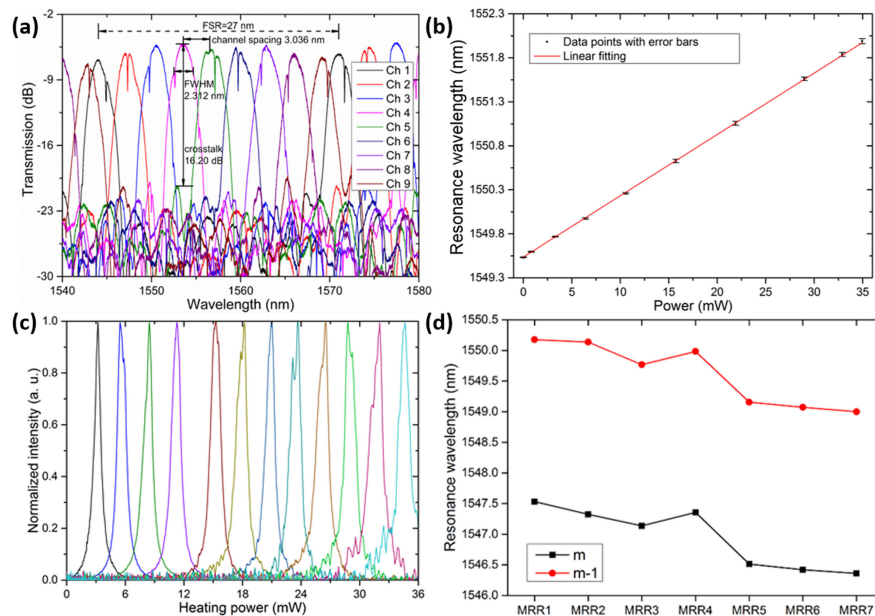 (a)
FSR=27 nm
channel spacing 3.036 nm
FWHM
2.312 nm
crosstalk
16.20 dB
Ch 1
Ch 2
Ch 3
Ch 4
Ch 5
Ch 6
Ch 7
Ch 8
Ch 9
Transmission (dB)
-2
-9
-16
-23
-30
1540 1550 1560 1570 1580
Wavelength (nm)
(b)
Data points with error bars
Linear fitting
Resonance wavelength (nm)
1552.3
1551.8
1551.3
1550.8
1550.3
1549.8
1549.3
0 5 10 15 20 25 30 35
Power (mW)
(c)
Normalized intensity (a. u.)
1.0
0.8
0.6
0.4
0.2
0.0
0 6 12 18 24 30 36
Heating power (mW)
(d)
Resonance wavelength (nm)
1550.5
1550.0
1549.5
1549.0
1548.5
1548.0
1547.5
1547.0
1546.5
1546.0
m
m-1
MRR1 MRR2 MRR3 MRR4 MRR5 MRR6 MRR7